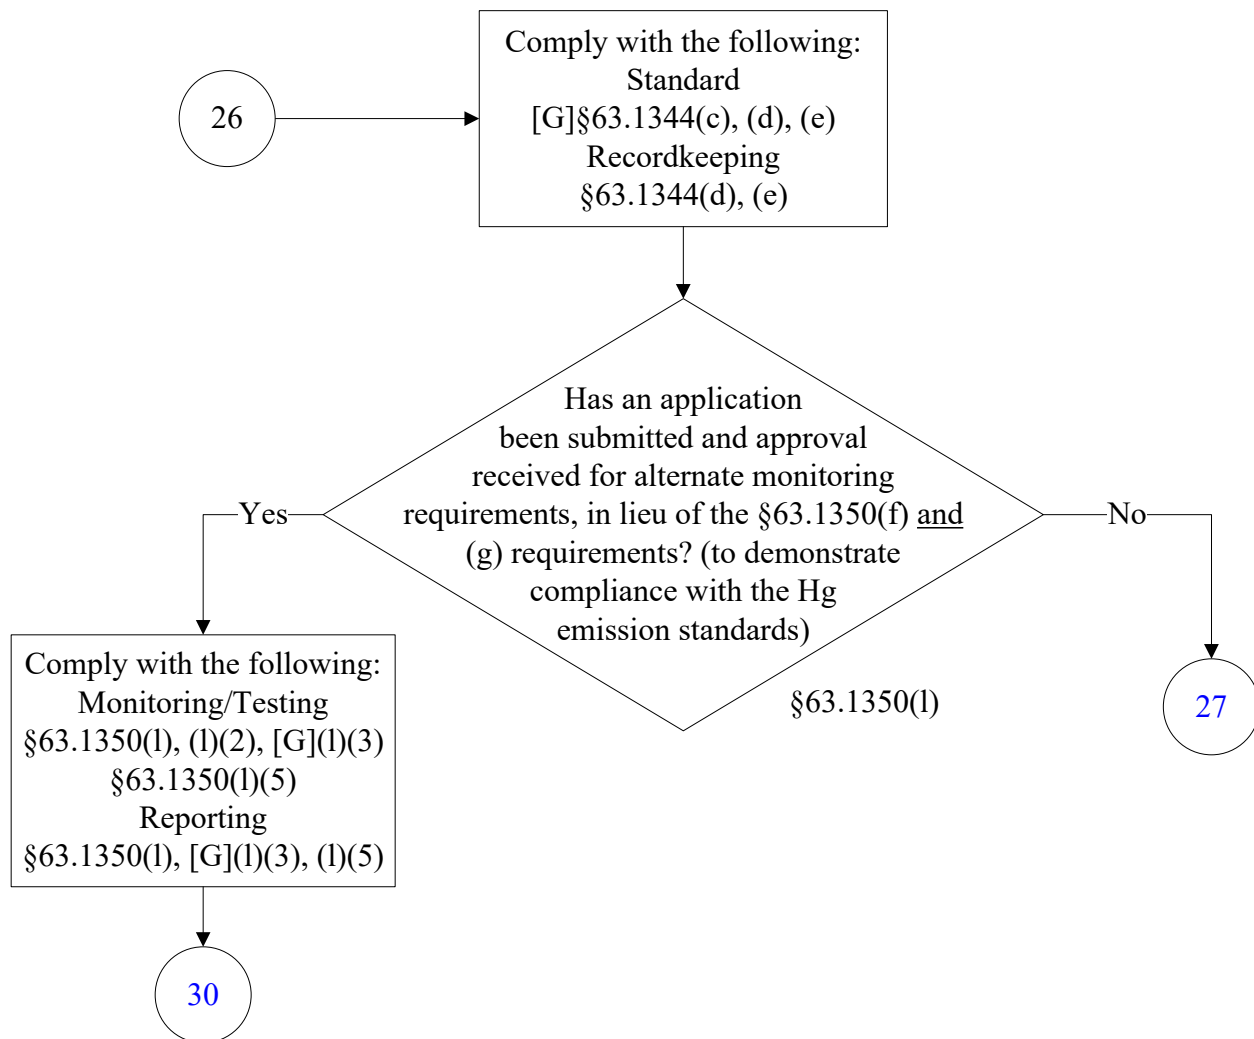 Comply with the following:
Standard
[G]§63.1344(c), (d), (e)
Recordkeeping
§63.1344(d), (e)
26
Has an application
been submitted and approval
received for alternate monitoring
requirements, in lieu of the §63.1350(f) and
(g) requirements? (to demonstrate
compliance with the Hg
emission standards)
Yes
No
§63.1350(l)
27
Comply with the following:
Monitoring/Testing
§63.1350(l), (l)(2), [G](l)(3)
§63.1350(l)(5)
Reporting
§63.1350(l), [G](l)(3), (l)(5)
30